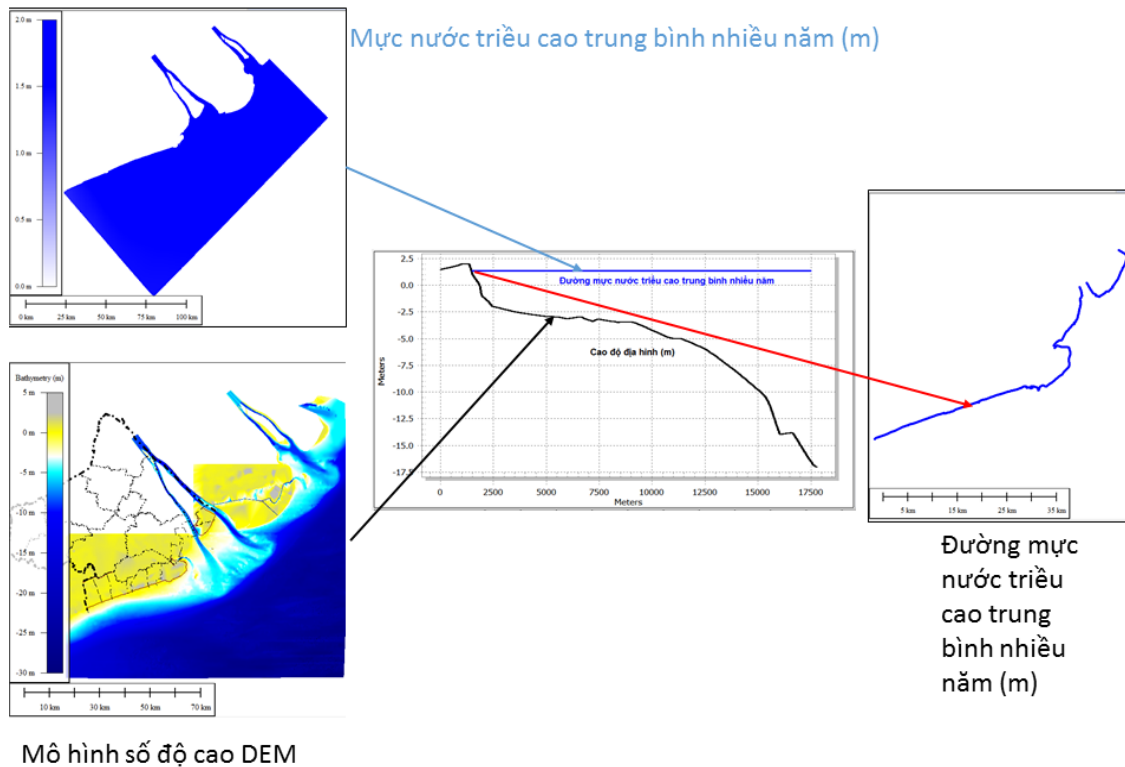 Mực nước triều cao trung bình nhiều năm (m)
2.0 m
1.5 m
1.0 m
0.5 m
0.0 m
0 km 25 km 50 km 75 km 100 km
2.5
0.0
-2.5
-5.0
-7.5
-10.0
-12.5
-15.0
-17.5
Meters
Đường mực nước triều cao trung bình nhiều năm
Cao độ địa hình (m)
0 2500 5000 7500 10000 12500 15000 17500
Meters
5 km 15 km 25 km 35 km
Đường mực
nước triều
cao trung
bình nhiều
năm (m)
Bathymetry (m)
5 m
0 m
-5 m
-10 m
-15 m
-20 m
-25 m
-30 m
10 km 30 km 50 km 70 km
Mô hình số độ cao DEM